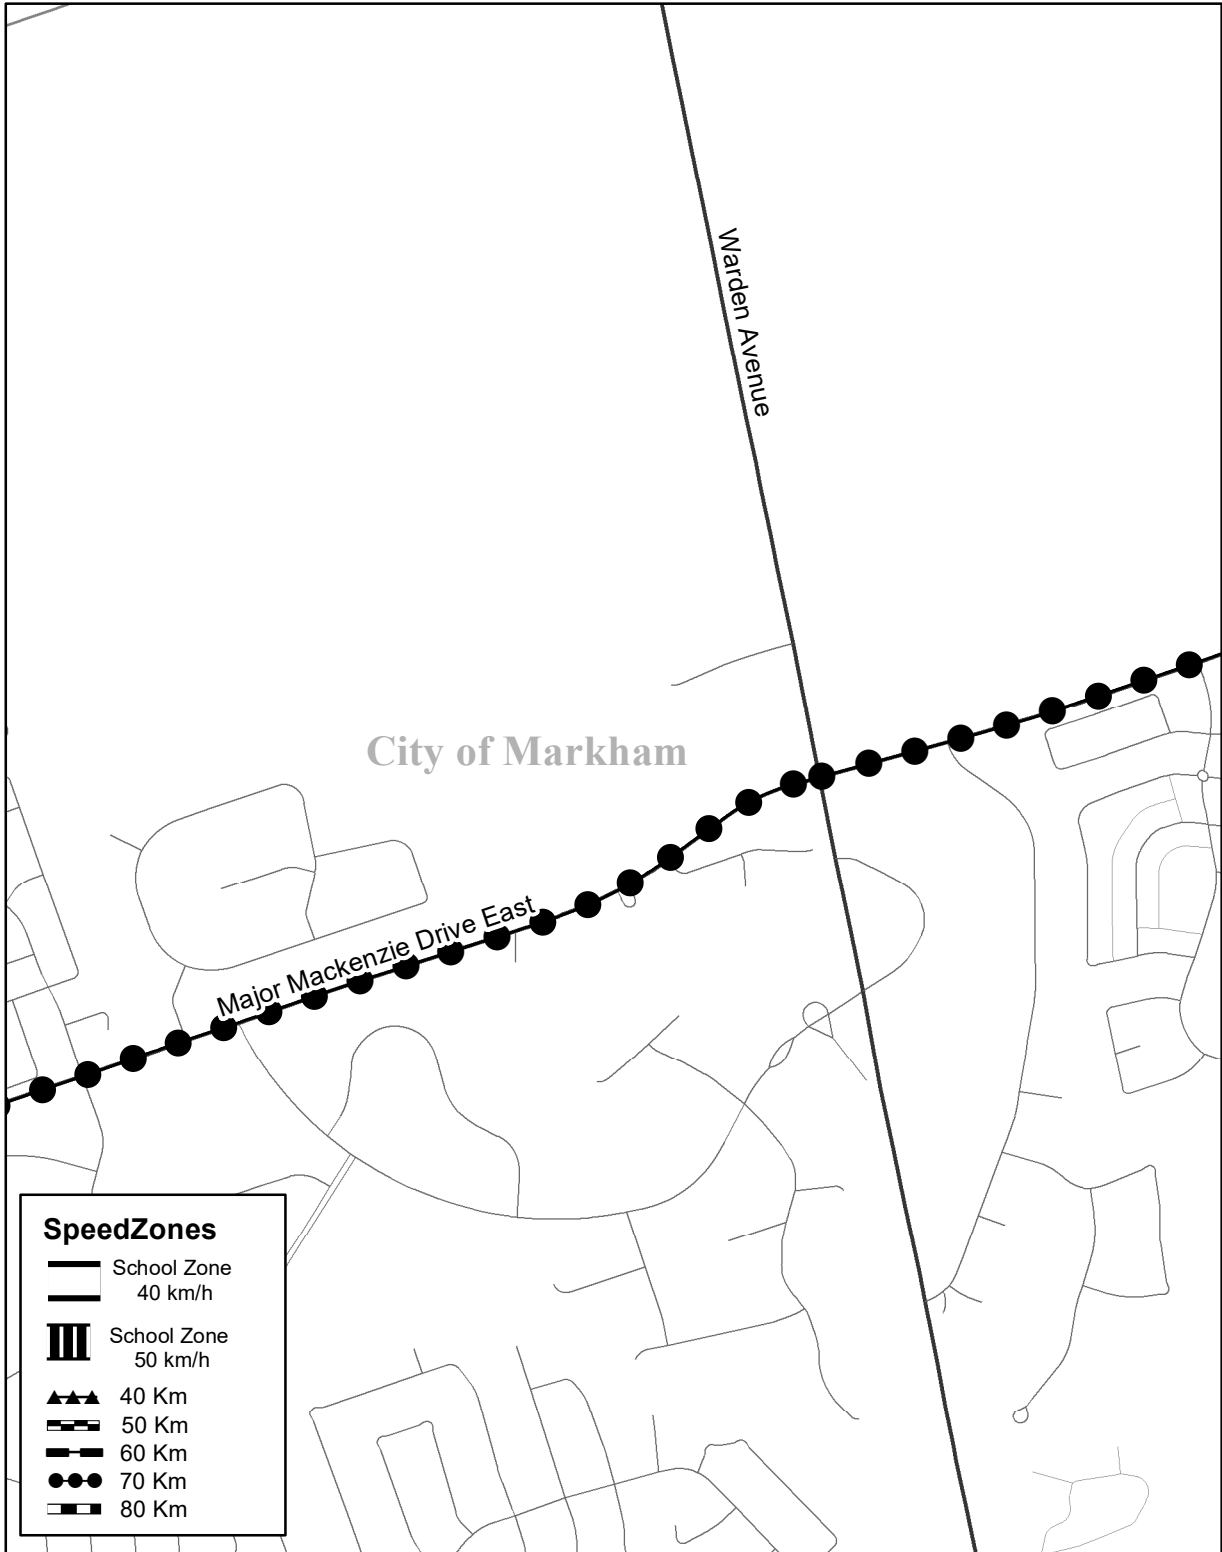 Warden Avenue
City of Markham
Major Mackenzie Drive East
SpeedZones
School Zone
40 km/h
School Zone
50 km/h
40 Km
50 Km
60 Km
70 Km
80 Km